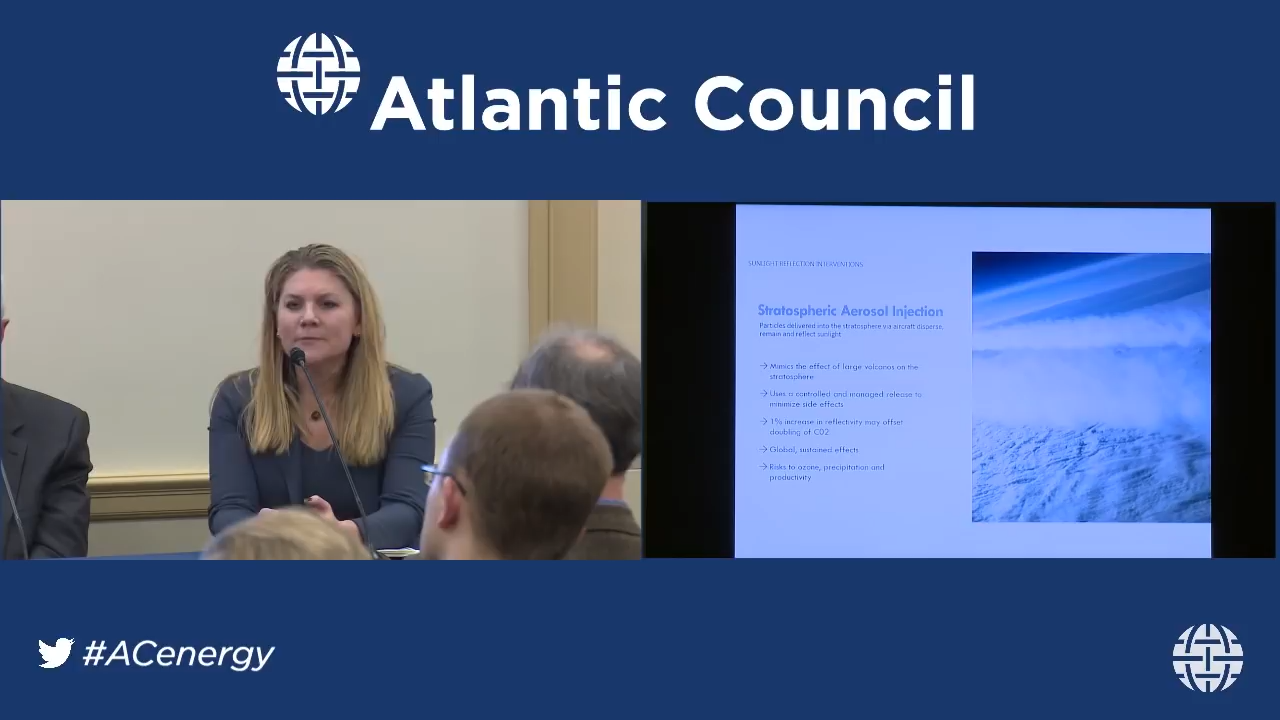 Atlantic Council
SUNLIGHT REFLECTION INTERVENTIONS
Stratospheric Aerosol Injection
Particles delivered into the stratosphere via aircraft disperse,
remain and reflect sunlight
→ Mimics the effect of large volcanos on the
stratosphere
→ Uses a controlled and managed release to
minimize side effects
→ 1% increase in reflectivity may offset
doubling of CO2
→ Global, sustained effects
→ Risks to ozone, precipitation and
productivity
#ACenergy